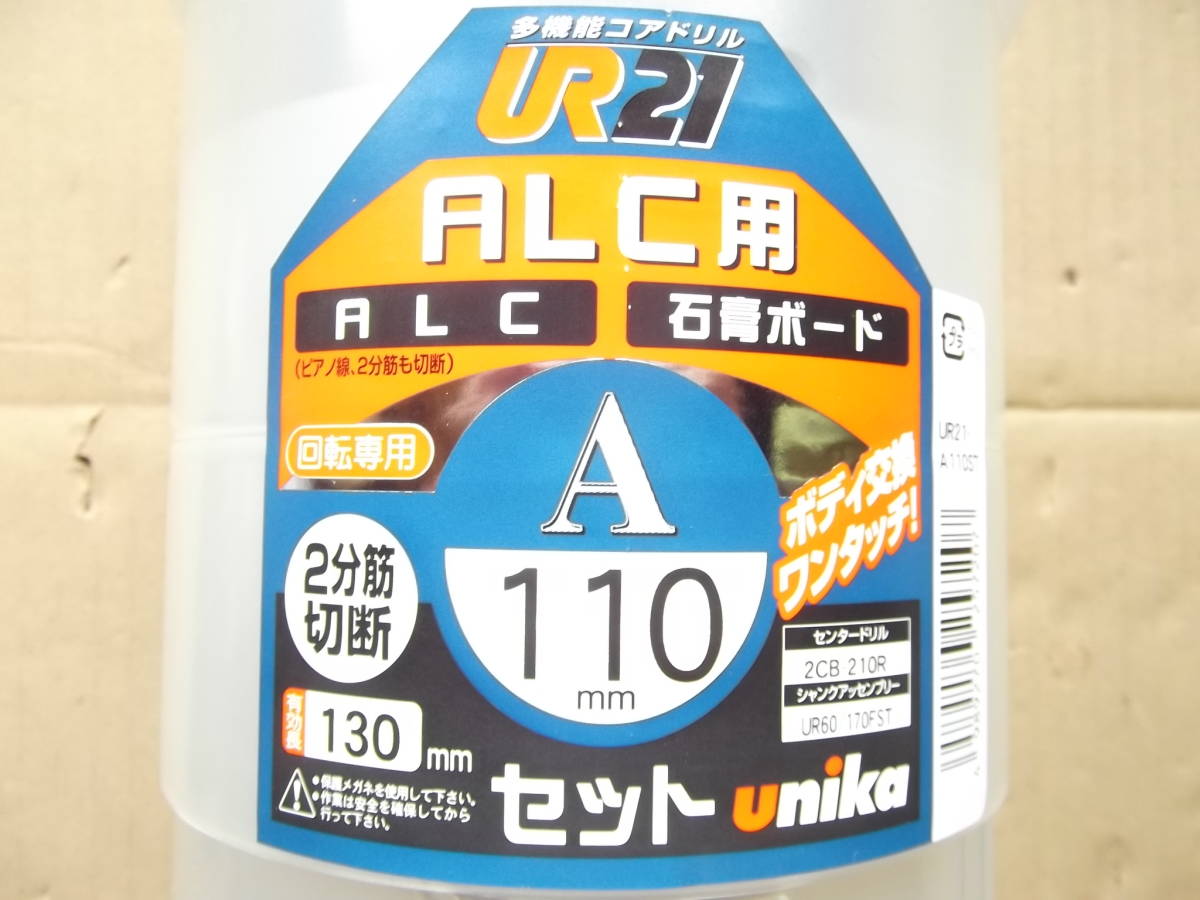 多機能コアドリル
UR21
ALC用
ALC
石膏ボード
(ピアノ線、2分筋も切断)
回転専用
A
110
mm
ボディ交換
ワンタッチ!
2分筋
切断
有効長
130mm
センタードリル
2CB 210R
シャンクアッセンブリー
UR60 170FST
•保護メガネを使用して下さい。
•作業は安全を確保してから
行って下さい。
セット
unika
プラ
UR21-
A110ST